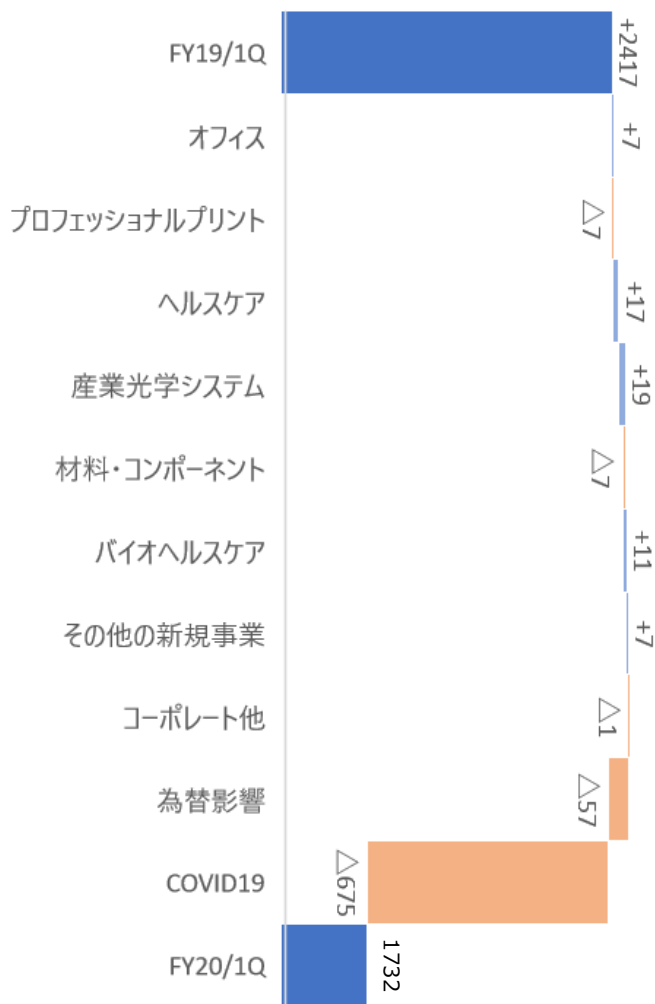 FY19/1Q
+2417
オフィス
+7
プロフェッショナルプリント
△7
ヘルスケア
+17
産業光学システム
+19
材料・コンポーネント
△7
バイオヘルスケア
+11
その他の新規事業
+7
コーポレート他
△1
為替影響
△57
COVID19
△675
FY20/1Q
1732